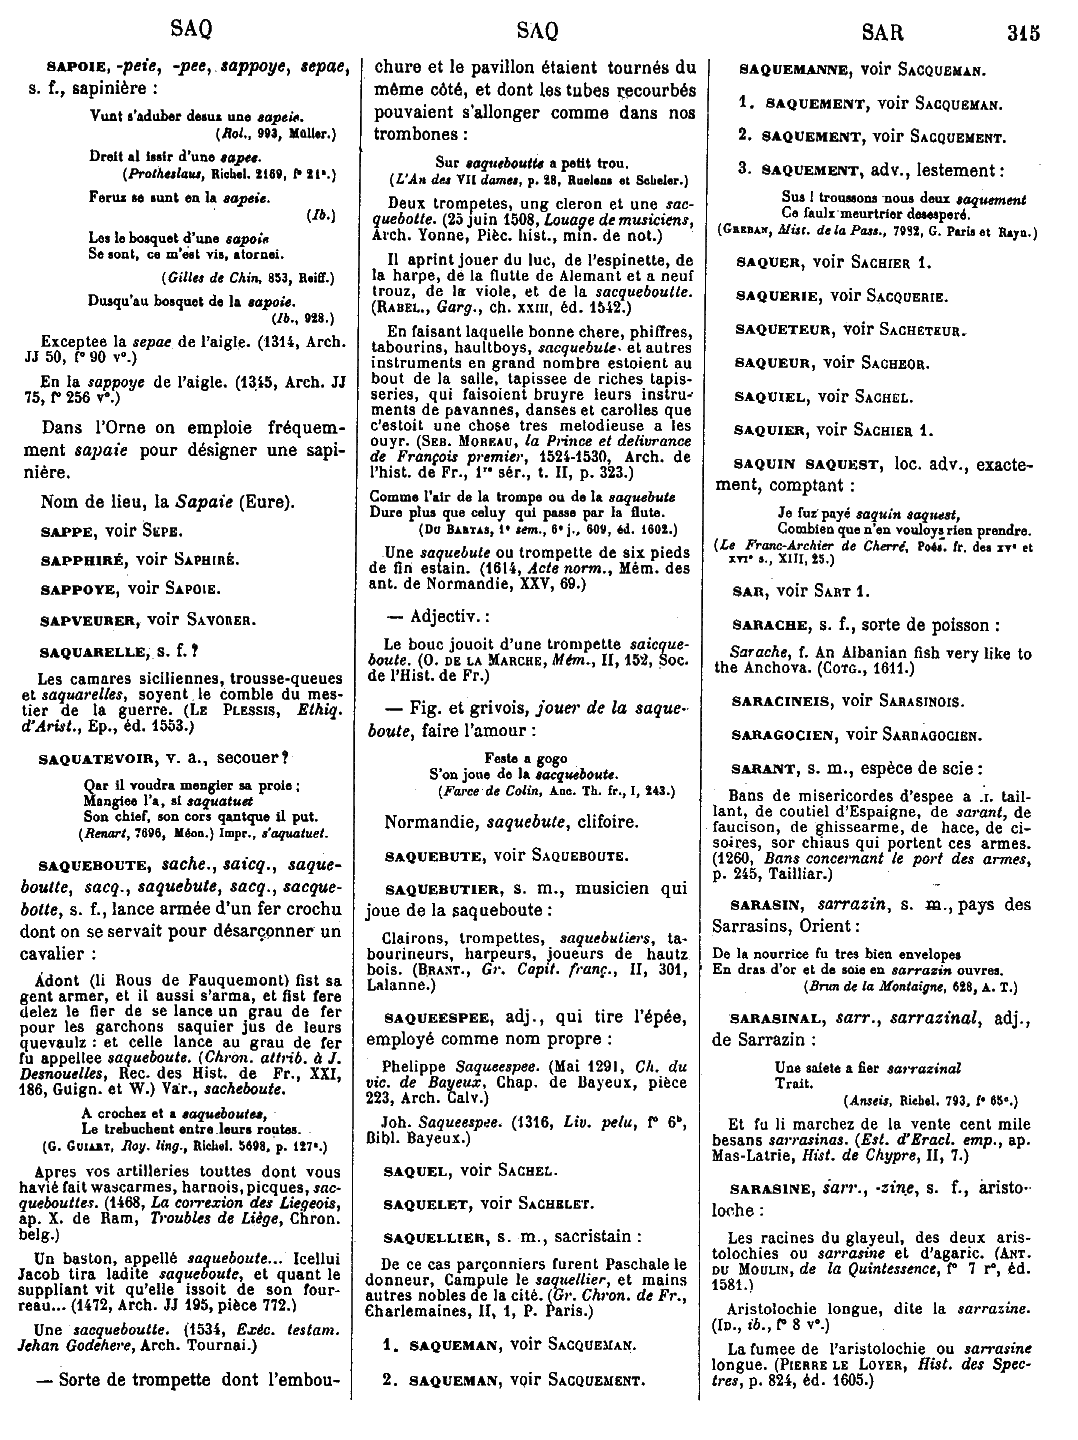 SAQ
SAQ
SAR 315
SAPOIE, -peie, -pee, sappoye, sepae,
s. f., sapinière :
Vunt s'aduber desuz une sapeie.
(Rol., 993, Müller.)
Dreit al issir d'une sapee.
(Protheslaus, Richel. 2169, f° 21ª.)
Ferus se sunt en la sapeie.
(Ib.)
Les le bosquet d'une sapoie
Se sont, ce m'est vis, atornei.
(Gilles de Chin, 853, Reiff.)
Dusqu'au bosquet de la sapoie.
(Ib., 928.)
Exceptee la sepae de l'aigle. (1314, Arch.
JJ 50, f° 90 v°.)
En la sappoye de l'aigle. (1345, Arch. JJ
75, f° 256 v°.)
Dans l'Orne on emploie fréquem-
ment sapaie pour désigner une sapi-
nière.
Nom de lieu, la Sapaie (Eure).
SAPPE, voir SEPE.
SAPPHIRÉ, voir SAPHIRÉ.
SAPPOYE, voir SAPOIE.
SAPVEURER, voir SAVORER.
SAQUARELLE, s. f. ?
Les camares siciliennes, trousse-queues
et saquarelles, soyent le comble du mes-
tier de la guerre. (LE PLESSIS, Ethiq.
d'Arist., Ep., éd. 1553.)
SAQUATEVOIR, v. a., secouer ?
Qar il voudra mengier sa proie ;
Mangiee l'a, si saquatuet
Son chief, son cors qantque il put.
(Renart, 7696, Méon.) Impr., s'aquatuet.
SAQUEBOUTE, sache., saicq., saque-
boutte, sacq., saquebute, sacq., sacque-
botte, s. f., lance armée d'un fer crochu
dont on se servait pour désarçonner un
cavalier :
Adont (li Rous de Fauquemont) fist sa
gent armer, et il aussi s'arma, et fist fere
delez le fier de se lance un grau de fer
pour les garchons saquier jus de leurs
quevaulz : et celle lance au grau de fer
fu appellee saqueboute. (Chron. attrib. à J.
Desnouelles, Rec. des Hist. de Fr., XXI,
186, Guign. et W.) Var., sacheboute.
A crochez et a saqueboutes,
Le trebuchent entre leurs routes.
(G. GUIART, Roy. ling., Richel. 5698, p. 127ª.)
Apres vos artilleries touttes dont vous
havié fait wascarmes, harnois, picques, sac-
quebouttes. (1468, La correxion des Liegeois,
ap. X. de Ram, Troubles de Liége, Chron.
belg.)
Un baston, appellé saqueboute... Icellui
Jacob tira ladite saqueboute, et quant le
suppliant vit qu'elle issoit de son four-
reau... (1472, Arch. JJ 195, pièce 772.)
Une sacqueboutte. (1534, Exéc. testam.
Jehan Godehere, Arch. Tournai.)
— Sorte de trompette dont l'embou-
chure et le pavillon étaient tournés du
même côté, et dont les tubes recourbés
pouvaient s'allonger comme dans nos
trombones :
Sur saqueboutte a petit trou.
(L'An des VII dames, p. 28, Ruelens et Scheler.)
Deux trompetes, ung cleron et une sac-
quebotte. (25 juin 1508, Louage de musiciens,
Arch. Yonne, Pièc. hist., min. de not.)
Il aprint jouer du luc, de l'espinette, de
la harpe, de la flutte de Alemant et a neuf
trouz, de la viole, et de la sacqueboutte.
(RABEL., Garg., ch. XXIII, éd. 1542.)
En faisant laquelle bonne chere, phiffres,
tabourins, haultboys, sacquebute et autres
instruments en grand nombre estoient au
bout de la salle, tapissee de riches tapis-
series, qui faisoient bruyre leurs instru-
ments de pavannes, danses et carolles que
c'estoit une chose tres melodieuse a les
ouyr. (SEB. MOREAU, la Prince et delivrance
de François premier, 1524-1530, Arch. de
l'hist. de Fr., 1re sér., t. II, p. 323.)
Comme l'air de la trompe ou de la saquebute
Dure plus que celuy qui passe par la flute.
(DU BARTAS, 1e sem., 6e j., 609, éd. 1602.)
Une saquebute ou trompette de six pieds
de fin estain. (1614, Acte norm., Mém. des
ant. de Normandie, XXV, 69.)
— Adjectiv. :
Le bouc jouoit d'une trompette saicque-
boute. (O. DE LA MARCHE, Mém., II, 152, Soc.
de l'Hist. de Fr.)
— Fig. et grivois, jouer de la saque-
boute, faire l'amour :
Feste a gogo
S'on joue de la sacqueboute.
(Farce de Colin, Anc. Th. fr., I, 243.)
Normandie, saquebute, clifoire.
SAQUEBUTE, voir SAQUEBOUTE.
SAQUEBUTIER, s. m., musicien qui
joue de la saqueboute :
Clairons, trompettes, saquebutiers, ta-
bourineurs, harpeurs, joueurs de hautz
bois. (BRANT., Gr. Capit. franç., II, 301,
Lalanne.)
SAQUEESPEE, adj., qui tire l'épée,
employé comme nom propre :
Phelippe Saqueespee. (Mai 1291, Ch. du
vic. de Bayeux, Chap. de Bayeux, pièce
223, Arch. Calv.)
Joh. Saqueespee. (1316, Liv. pelu, f° 6ᵇ,
Bibl. Bayeux.)
SAQUEL, voir SACHEL.
SAQUELET, voir SACHELET.
SAQUELLIER, s. m., sacristain :
De ce cas parçonniers furent Paschale le
donneur, Campule le saquellier, et mains
autres nobles de la cité. (Gr. Chron. de Fr.,
Charlemaines, II, 1, P. Paris.)
1. SAQUEMAN, voir SACQUEMAN.
2. SAQUEMAN, voir SACQUEMENT.
SAQUEMANNE, voir SACQUEMAN.
1. SAQUEMENT, voir SACQUEMAN.
2. SAQUEMENT, voir SACQUEMENT.
3. SAQUEMENT, adv., lestement :
Sus ! troussons nous deux saquement
Ce faulx meurtrier desesperé.
(GREBAN, Mist. de la Pass., 7992, G. Paris et Rayn.)
SAQUER, voir SACHIER 1.
SAQUERIE, voir SACQUERIE.
SAQUETEUR, voir SACHETEUR.
SAQUEUR, voir SACHEOR.
SAQUIEL, voir SACHEL.
SAQUIER, voir SACHIER 1.
SAQUIN SAQUEST, loc. adv., exacte-
ment, comptant :
Je fuz payé saquin saquest,
Combien que n'en vouloys rien prendre.
(Le Franc-Archier de Cherré, Poés. fr. des XVe et
XVIe s., XIII, 25.)
SAR, voir SART 1.
SARACHE, s. f., sorte de poisson :
Sarache, f. An Albanian fish very like to
the Anchova. (COTG., 1611.)
SARACINEIS, voir SARASINOIS.
SARAGOCIEN, voir SARDAGOCIEN.
SARANT, s. m., espèce de scie :
Bans de misericordes d'espee a .I. tail-
lant, de coutiel d'Espaigne, de sarant, de
faucison, de ghissearme, de hace, de ci-
soires, sor chiaus qui portent ces armes.
(1260, Bans concernant le port des armes,
p. 245, Tailliar.)
SARASIN, sarrazin, s. m., pays des
Sarrasins, Orient :
De la nourrice fu tres bien envelopes
En dras d'or et de soie en sarrazin ouvres.
(Brun de la Montaigne, 628, A. T.)
SARASINAL, sarr., sarrazinal, adj.,
de Sarrazin :
Une saiete a fier sarrazinal
Trait.
(Anseis, Richel. 793, f° 65ᶜ.)
Et fu li marchez de la vente cent mile
besans sarrasinas. (Est. d'Eracl. emp., ap.
Mas-Latrie, Hist. de Chypre, II, 7.)
SARASINE, sarr., -zine, s. f., aristo-
loche :
Les racines du glayeul, des deux aris-
tolochies ou sarrasine et d'agaric. (ANT.
DU MOULIN, de la Quintessence, f° 7 r°, éd.
1581.)
Aristolochie longue, dite la sarrazine.
(ID., ib., f° 8 v°.)
La fumee de l'aristolochie ou sarrasine
longue. (PIERRE LE LOYER, Hist. des Spec-
tres, p. 824, éd. 1605.)